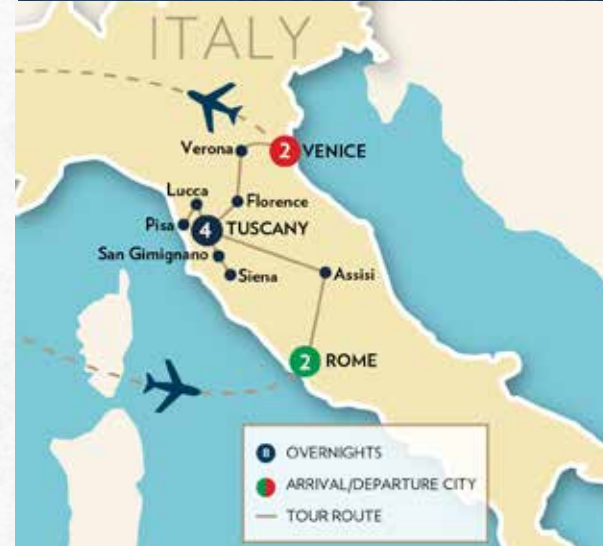 ITALY
Verona
2 VENICE
Lucca
Florence
Pisa
4 TUSCANY
San Gimignano
Siena
Assisi
2 ROME
8 OVERNIGHTS
ARRIVAL/DEPARTURE CITY
TOUR ROUTE